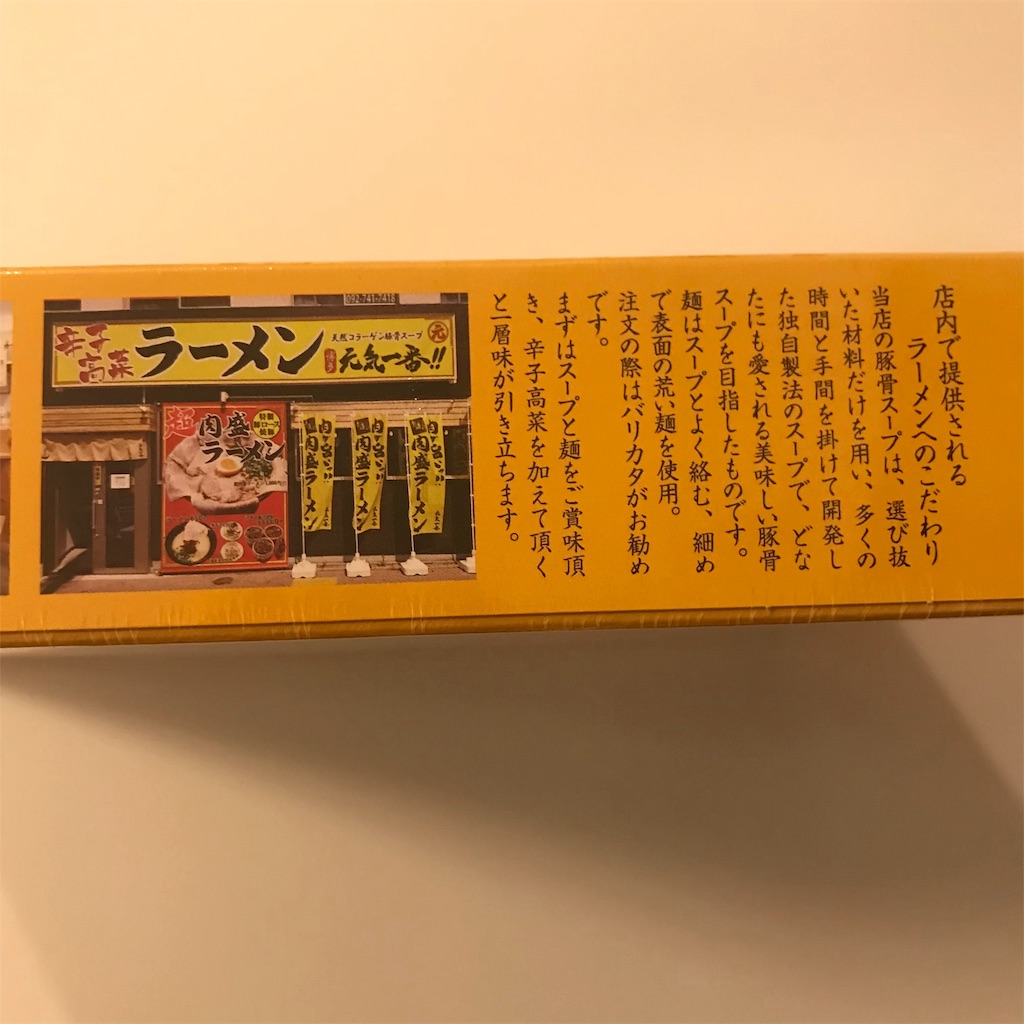 店内で提供される
ラーメンへのこだわり
当店の豚骨スープは、選び抜
いた材料だけを用い、多くの
時間と手間を掛けて開発し
た独自製法のスープで、どな
たにも愛される美味しい豚骨
スープを目指したものです。
麺はスープとよく絡む、細め
で表面の荒い麺を使用。
注文の際はバリカタがお勧め
です。
まずはスープと麺をご賞味頂
き、辛子高菜を加えて頂く
と一層味が引き立ちます。
092-741-7418
辛子
高菜
ラーメン
天然コラーゲン豚骨スープ
元
博多
元気一番!!
超
肉盛
ラーメン
肉盛ラーメン
肉盛ラーメン
肉盛ラーメン